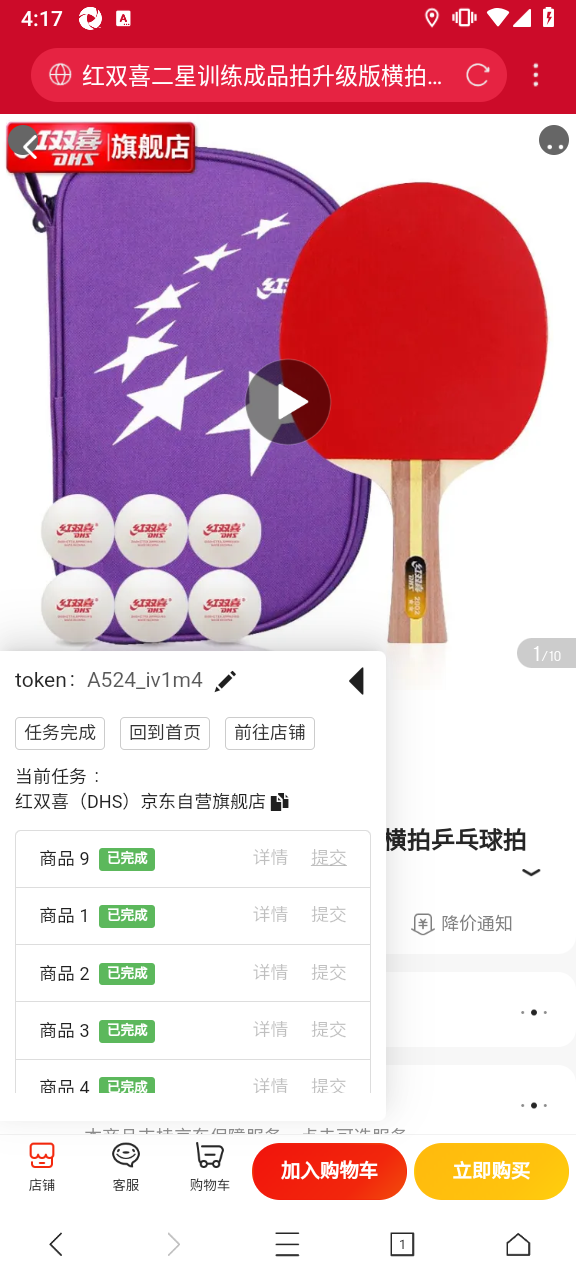 4:17
A
红双喜二星训练成品拍升级版横拍...
红双喜 DHS 旗舰店
1/10
token: A524_iv1m4
任务完成 回到首页 前往店铺
当前任务：
红双喜（DHS）京东自营旗舰店
横拍乒乓球拍
商品 9 已完成 详情 提交
降价通知
商品 1 已完成 详情 提交
商品 2 已完成 详情 提交
商品 3 已完成 详情 提交
商品 4 已完成 详情 提交
店铺 客服 购物车 加入购物车 立即购买
1